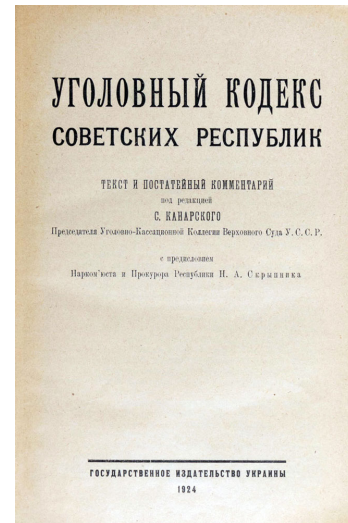 УГОЛОВНЫЙ КОДЕКС
СОВЕТСКИХ РЕСПУБЛИК
ТЕКСТ И ПОСТАТЕЙНЫЙ КОММЕНТАРИЙ
под редакцией
С. КАНАРСКОГО
Председателя Уголовно-Кассационной Коллегии Верховного Суда У. С. С. Р.
с предисловием
Нарком'юста и Прокурора Республики Н. А. Скрыпника
ГОСУДАРСТВЕННОЕ ИЗДАТЕЛЬСТВО УКРАИНЫ
1924